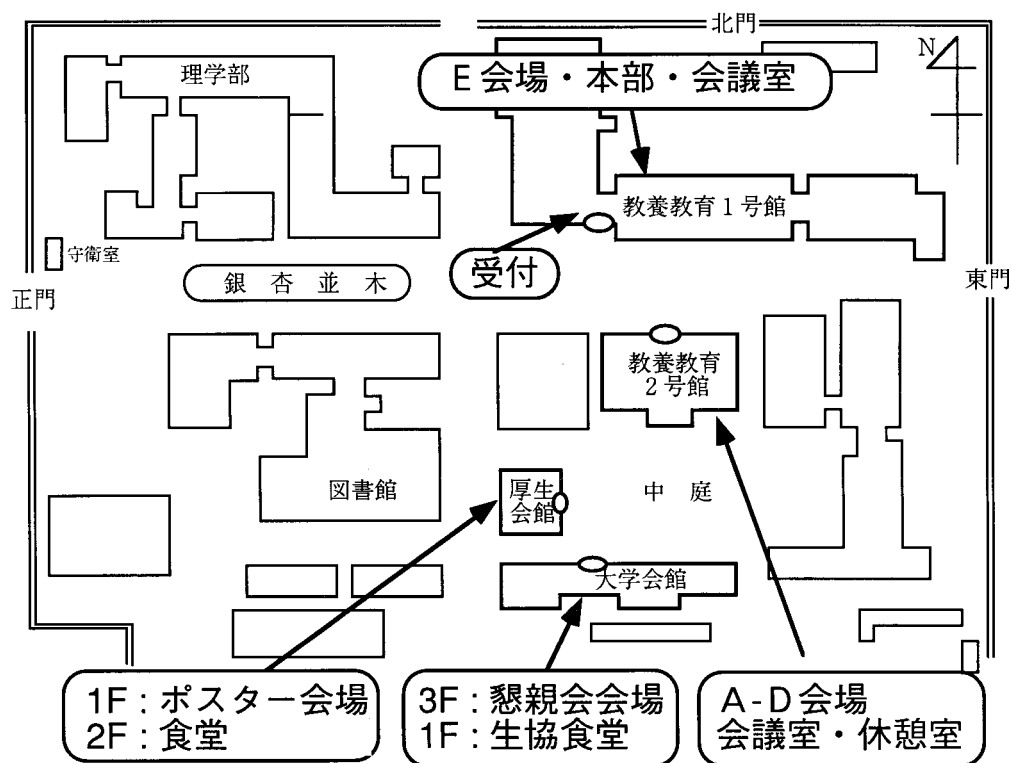 北門
N
理学部
E会場・本部・会議室
教養教育1号館
守衛室
受付
銀杏並木
正門
東門
教養教育
2号館
図書館
厚生
会館
中庭
大学会館
1F:ポスター会場
2F:食堂
3F:懇親会会場
1F:生協食堂
A-D会場
会議室・休憩室